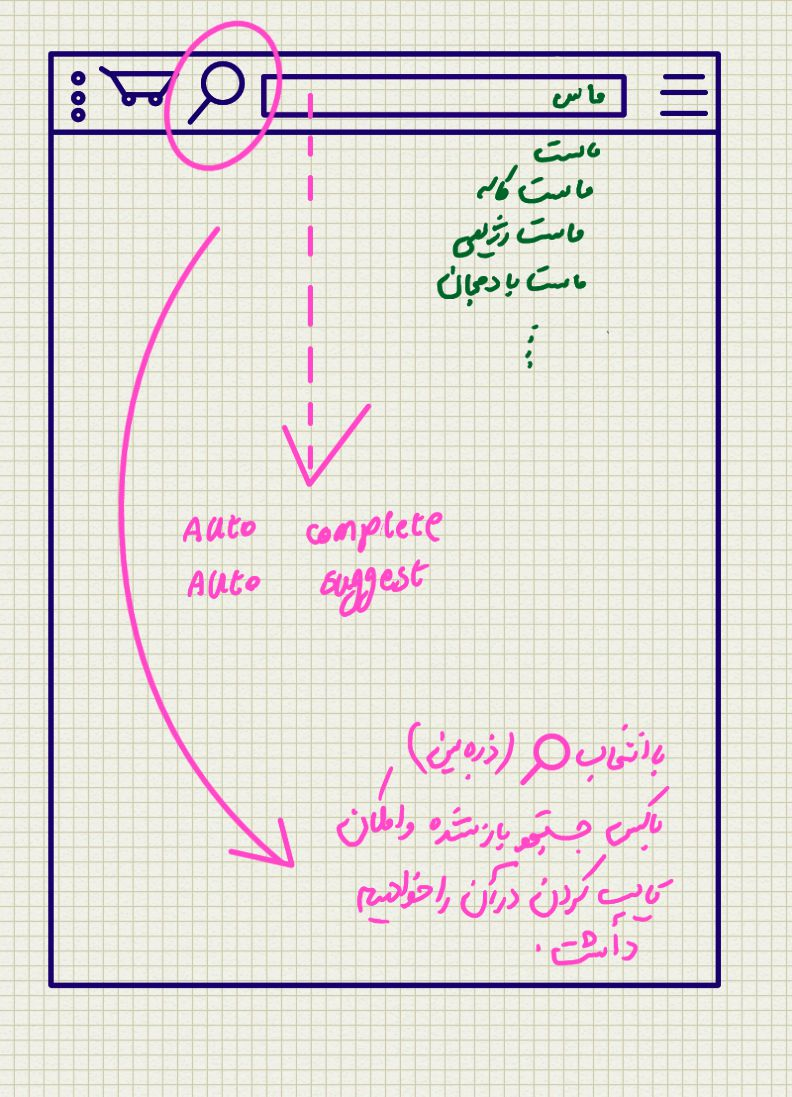 ماس
ماست
ماست کاله
ماست رژیمی
ماست بادمجان
Auto complete
Auto suggest
با انتخاب (ذره بین)
باکس جستجو باز شده و امکان
تایپ کردن در آن را خواهیم
داشت.